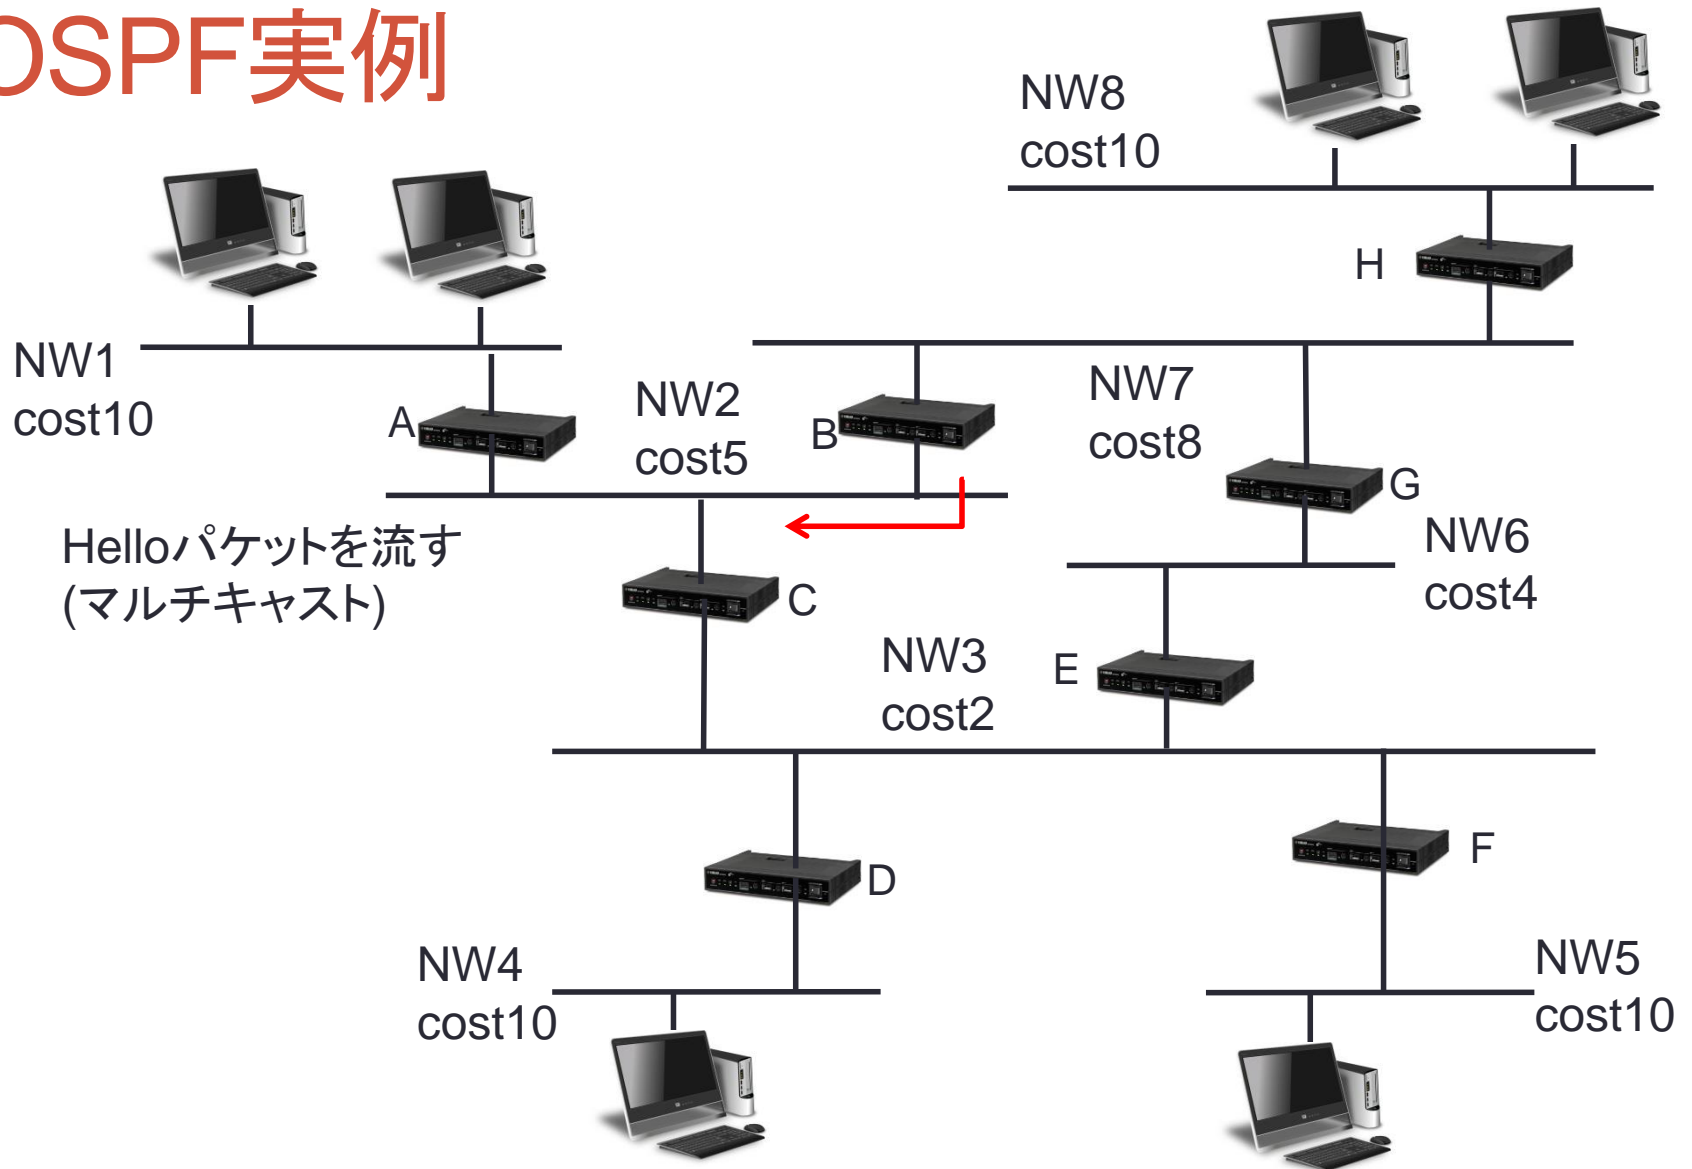 OSPF実例
NW8
cost10
H
NW1
cost10
A
NW2
cost5
B
NW7
cost8
G
Helloパケットを流す
(マルチキャスト)
NW6
cost4
C
NW3
cost2
E
D
F
NW4
cost10
NW5
cost10